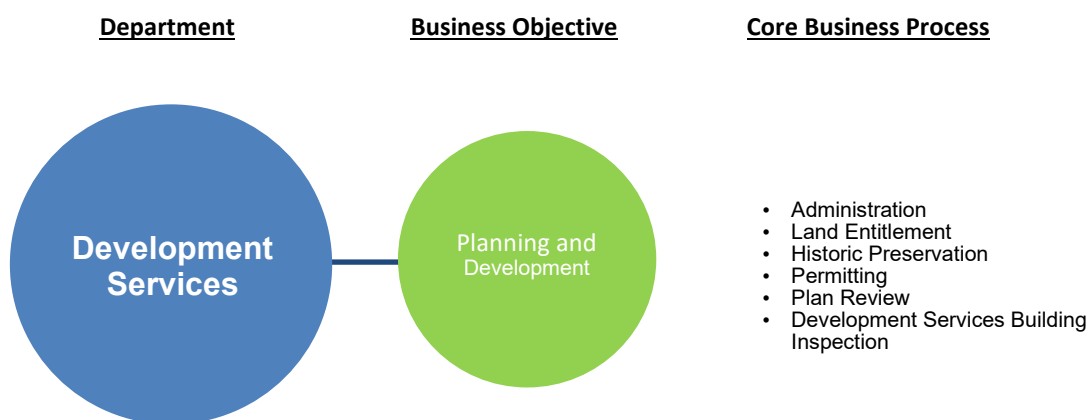 Department
Business Objective
Core Business Process
Development
Services
Planning and
Development
• Administration
• Land Entitlement
• Historic Preservation
• Permitting
• Plan Review
• Development Services Building
Inspection